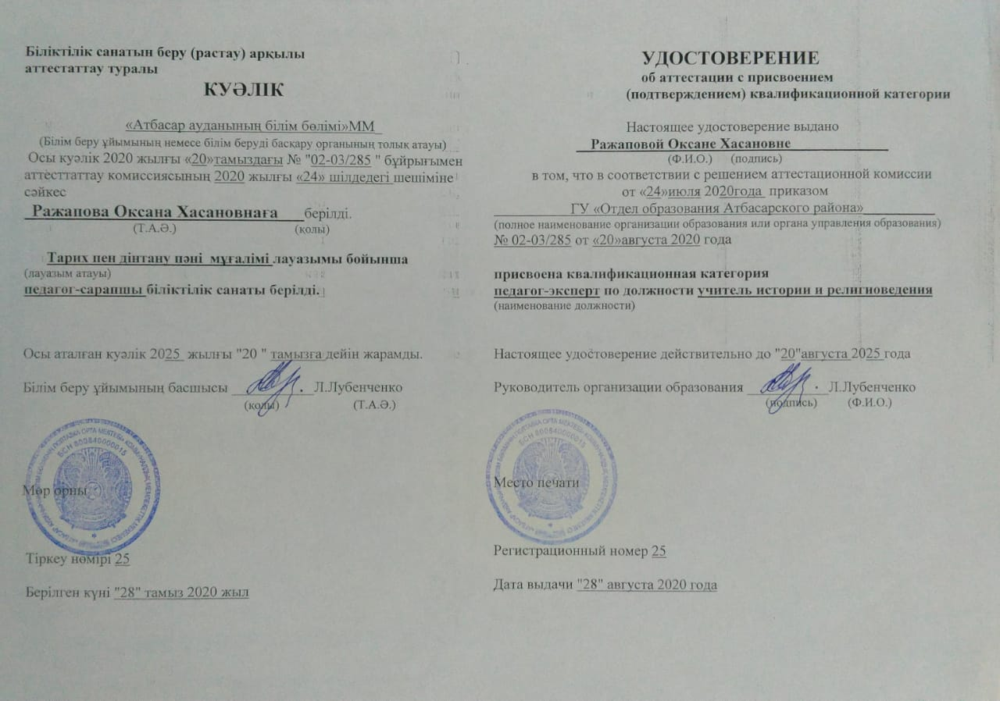 Біліктілік санатын беру (растау) арқылы
аттестаттау туралы
КУӘЛІК
«Атбасар ауданының білім бөлімі»ММ
(Білім беру ұйымының немесе білім беруді басқару органының толық атауы)
Осы куәлік 2020 жылғы «20»тамыздағы № "02-03/285 " бұйрығымен
аттесттаттау комиссиясының 2020 жылғы «24» шілдедегі шешіміне
сәйкес
Ражапова Оксана Хасановнаға берілді.
(Т.А.Ә.) (қолы)
Тарих пен дінтану пәні мұғалімі лауазымы бойынша
(лауазым атауы)
педагог-сарапшы біліктілік санаты берілді.
Осы аталған куәлік 2025 жылғы "20 " тамызға дейін жарамды.
Білім беру ұйымының басшысы Л.Лубенченко
(қолы) (Т.А.Ә.)
БСН 800840000015
Мөр орны
Тіркеу нөмірі 25
Берілген күні "28" тамыз 2020 жыл
УДОСТОВЕРЕНИЕ
об аттестации с присвоением
(подтверждением) квалификационной категории
Настоящее удостоверение выдано
Ражаповой Оксане Хасановне
(Ф.И.О.) (подпись)
в том, что в соответствии с решением аттестационной комиссии
от «24»июля 2020года приказом
ГУ «Отдел образования Атбасарского района»
(полное наименование организации образования или органа управления образования)
№ 02-03/285 от «20»августа 2020 года
присвоена квалификационная категория
педагог-эксперт по должности учитель истории и религиоведения
(наименование должности)
Настоящее удостоверение действительно до "20"августа 2025 года
Руководитель организации образования Л.Лубенченко
(подпись) (Ф.И.О.)
БСН 800840000015
Место печати
Регистрационный номер 25
Дата выдачи "28" августа 2020 года